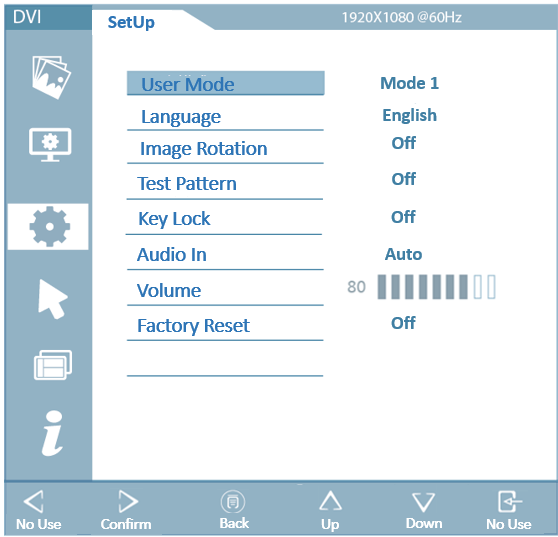 DVI SetUp 1920X1080 @60Hz
User Mode Mode 1
Language English
Image Rotation Off
Test Pattern Off
Key Lock Off
Audio In Auto
Volume 80
Factory Reset Off
i
No Use Confirm Back Up Down No Use